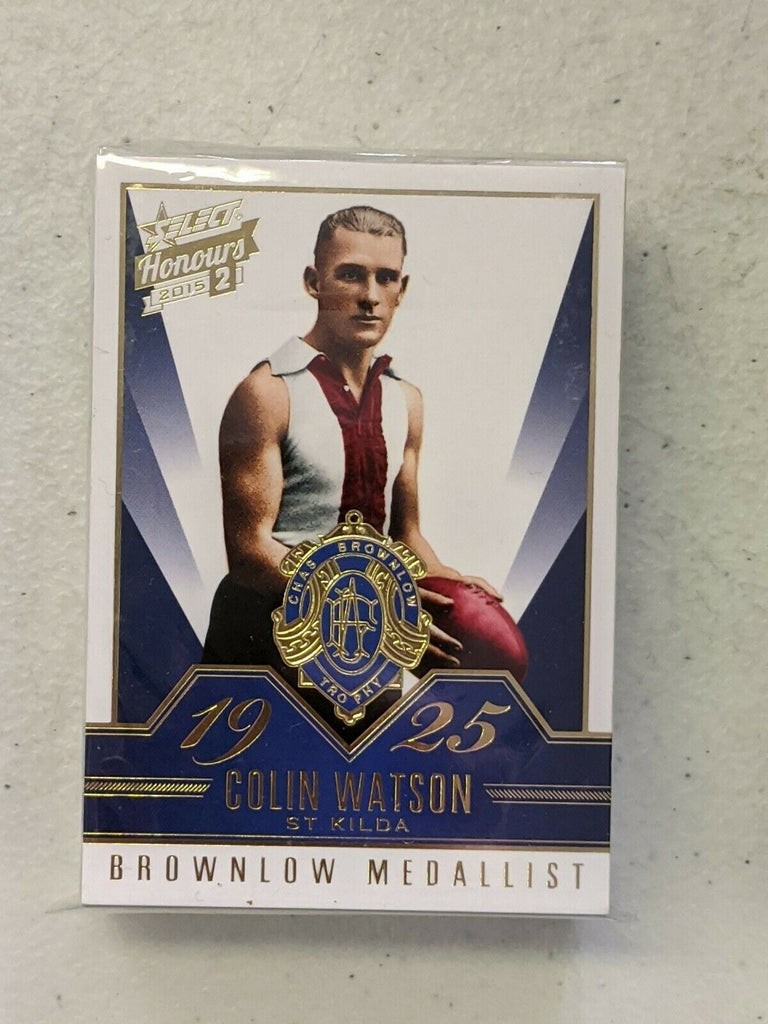 SELECT
Honours
2015 2
CHAS BROWNLOW
TROPHY
19 25
COLIN WATSON
ST KILDA
BROWNLOW MEDALLIST